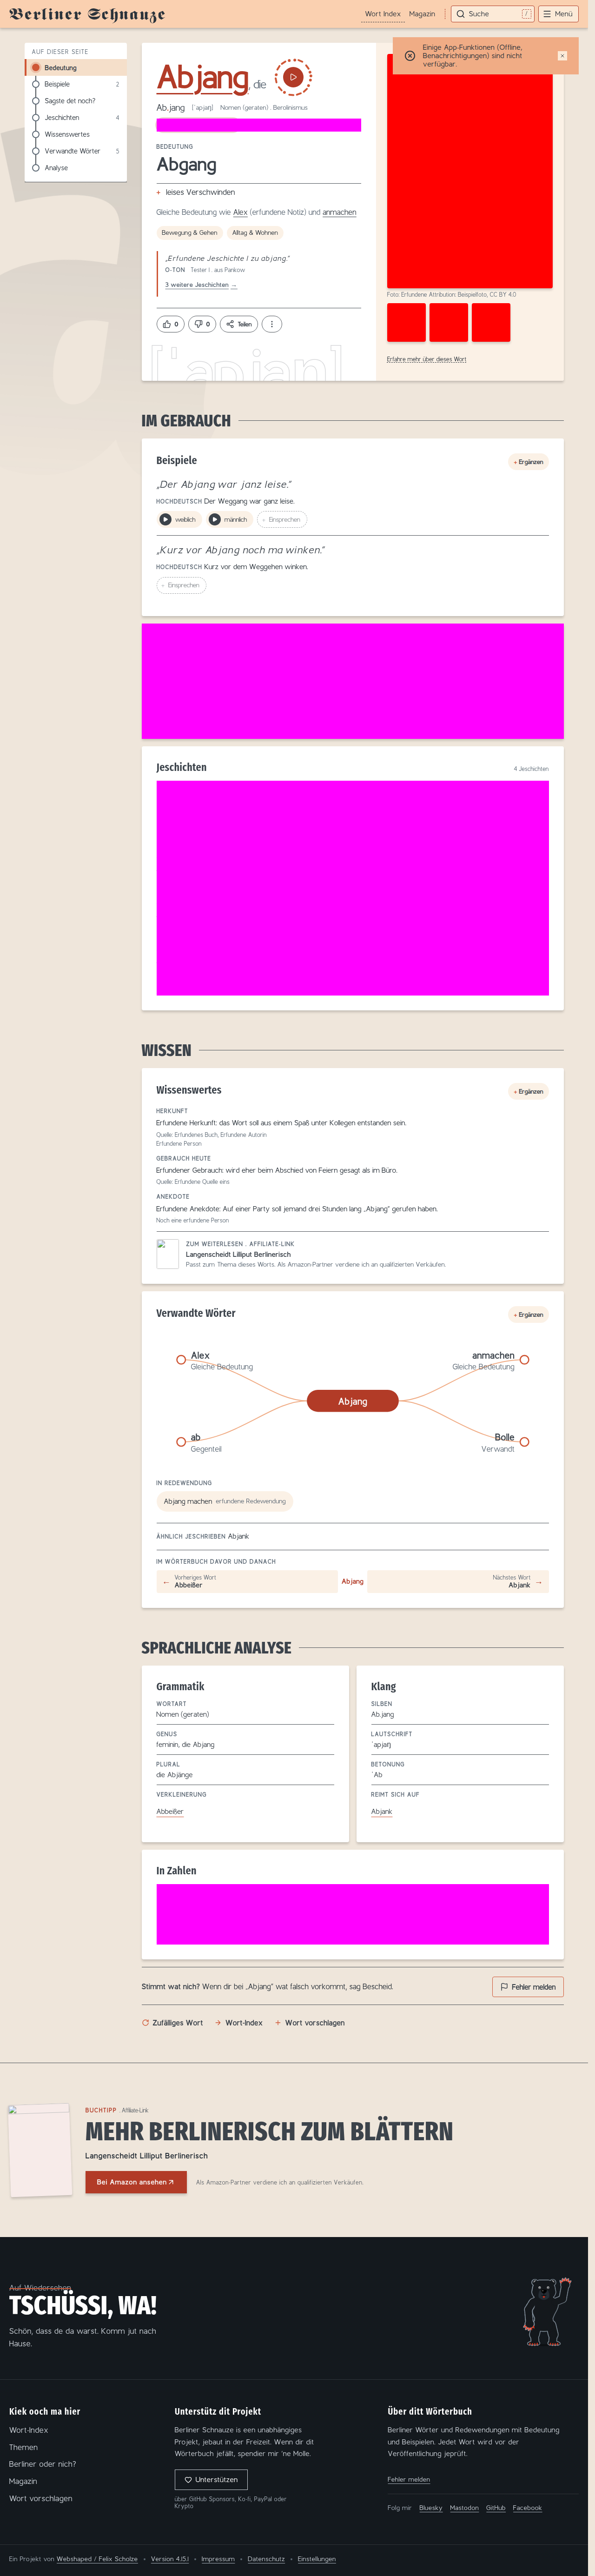 Berliner Schnauze
Wort Index Magazin Suche / Menü
Einige App-Funktionen (Offline, Benachrichtigungen) sind nicht verfügbar.
AUF DIESER SEITE
Bedeutung
Beispiele 2
Sagste det noch?
Jeschichten 4
Wissenswertes
Verwandte Wörter 5
Analyse
Abjang, die
Ab.jang [ˈapjaŋ] Nomen (geraten) . Berolinismus
BEDEUTUNG
Abgang
+ leises Verschwinden
Gleiche Bedeutung wie Alex (erfundene Notiz) und anmachen
Bewegung & Gehen Alltag & Wohnen
„Erfundene Jeschichte 1 zu abjang.“
O-TON Tester 1 . aus Pankow
3 weitere Jeschichten →
0 0 Teilen
[ˈapjaŋ]
Foto: Erfundene Attribution: Beispielfoto, CC BY 4.0
Erfahre mehr über dieses Wort
IM GEBRAUCH
Beispiele
+ Ergänzen
„Der Abjang war janz leise.“
HOCHDEUTSCH Der Weggang war ganz leise.
weiblich männlich + Einsprechen
„Kurz vor Abjang noch ma winken.“
HOCHDEUTSCH Kurz vor dem Weggehen winken.
+ Einsprechen
Jeschichten
4 Jeschichten
WISSEN
Wissenswertes
+ Ergänzen
HERKUNFT
Erfundene Herkunft: das Wort soll aus einem Spaß unter Kollegen entstanden sein.
Quelle: Erfundenes Buch, Erfundene Autorin
Erfundene Person
GEBRAUCH HEUTE
Erfundener Gebrauch: wird eher beim Abschied von Feiern gesagt als im Büro.
Quelle: Erfundene Quelle eins
ANEKDOTE
Erfundene Anekdote: Auf einer Party soll jemand drei Stunden lang „Abjang“ gerufen haben.
Noch eine erfundene Person
ZUM WEITERLESEN . AFFILIATE-LINK
Langenscheidt Lilliput Berlinerisch
Passt zum Thema dieses Worts. Als Amazon-Partner verdiene ich an qualifizierten Verkäufen.
Verwandte Wörter
+ Ergänzen
Alex
Gleiche Bedeutung
anmachen
Gleiche Bedeutung
Abjang
ab
Gegenteil
Bolle
Verwandt
IN REDEWENDUNG
Abjang machen erfundene Redewendung
ÄHNLICH JESCHRIEBEN Abjank
IM WÖRTERBUCH DAVOR UND DANACH
← Vorheriges Wort
Abbeißer
Abjang
Nächstes Wort →
Abjank
SPRACHLICHE ANALYSE
Grammatik
WORTART
Nomen (geraten)
GENUS
feminin, die Abjang
PLURAL
die Abjänge
VERKLEINERUNG
Abbeißer
Klang
SILBEN
Ab.jang
LAUTSCHRIFT
ˈapjaŋ
BETONUNG
ˈAb
REIMT SICH AUF
Abjank
In Zahlen
Stimmt wat nich? Wenn dir bei „Abjang“ wat falsch vorkommt, sag Bescheid.
Fehler melden
Zufälliges Wort → Wort-Index + Wort vorschlagen
BUCHTIPP . Affiliate-Link
MEHR BERLINERISCH ZUM BLÄTTERN
Langenscheidt Lilliput Berlinerisch
Bei Amazon ansehen
Als Amazon-Partner verdiene ich an qualifizierten Verkäufen.
Auf Wiedersehen
TSCHÜSSI, WA!
Schön, dass de da warst. Komm jut nach
Hause.
Kiek ooch ma hier
Wort-Index
Themen
Berliner oder nich?
Magazin
Wort vorschlagen
Unterstütz dit Projekt
Berliner Schnauze is een unabhängiges
Projekt, jebaut in der Freizeit. Wenn dir dit
Wörterbuch jefällt, spendier mir 'ne Molle.
Unterstützen
über GitHub Sponsors, Ko-fi, PayPal oder
Krypto
Über ditt Wörterbuch
Berliner Wörter und Redewendungen mit Bedeutung
und Beispielen. Jedet Wort wird vor der
Veröffentlichung jeprüft.
Fehler melden
Folg mir Bluesky Mastodon GitHub Facebook
Ein Projekt von Webshaped / Felix Scholze • Version 4.15.1 • Impressum • Datenschutz • Einstellungen